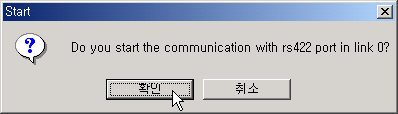 Start
Do you start the communication with rs422 port in link 0?
확인
취소